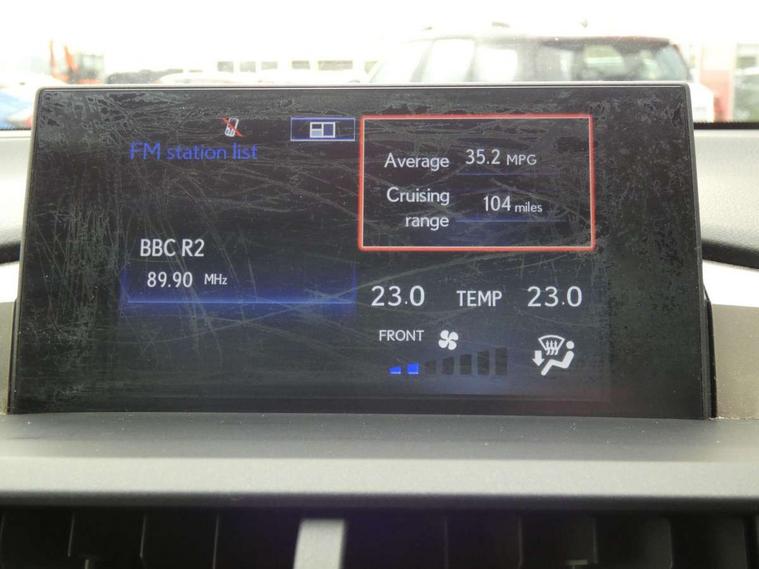 FM station list
Average 35.2 MPG
Cruising range 104 miles
BBC R2
89.90 MHz
23.0 TEMP 23.0
FRONT